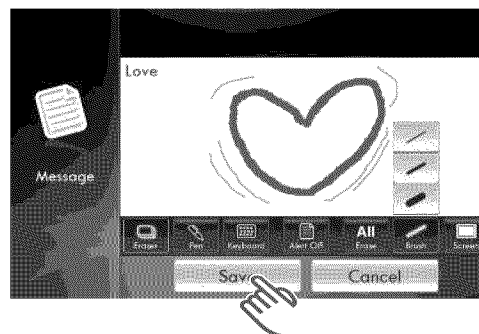 Love
Message
Eraser
Pen
Keyboard
Alert Off
All
Erase
Brush
Screen
Save
Cancel